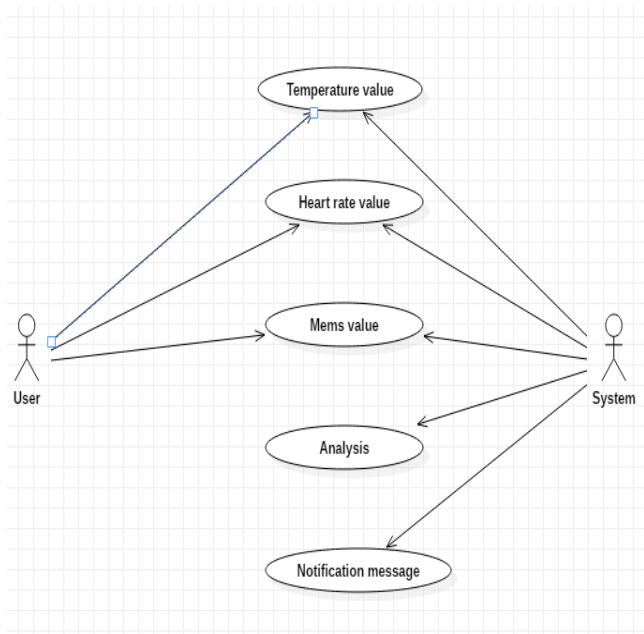 Temperature value
Heart rate value
Mems value
User
System
Analysis
Notification message